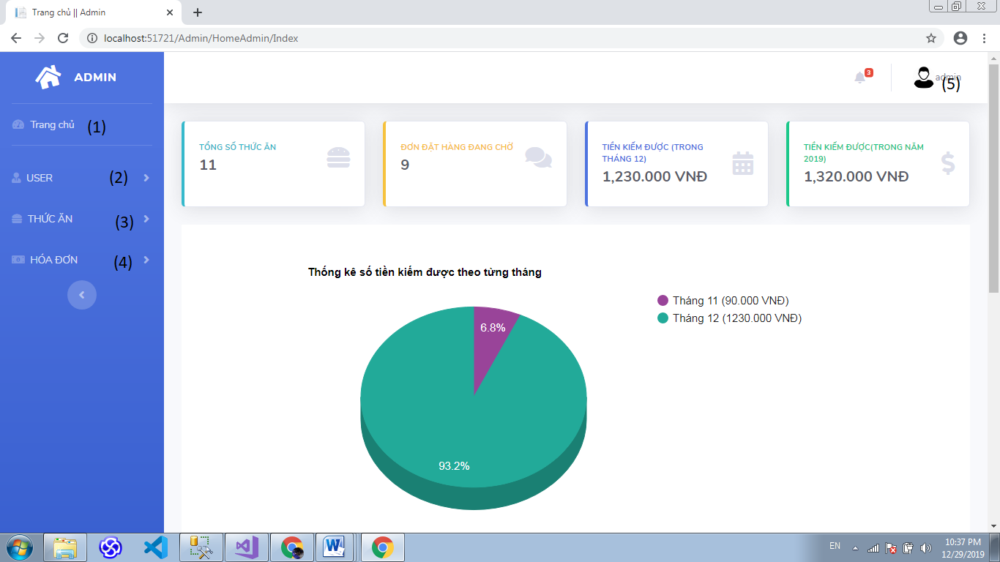 Trang chủ || Admin
localhost:51721/Admin/HomeAdmin/Index
ADMIN
3
admin
(5)
Trang chủ (1)
USER (2)
THỨC ĂN (3)
HÓA ĐƠN (4)
TỔNG SỐ THỨC ĂN
11
ĐƠN ĐẶT HÀNG ĐANG CHỜ
9
TIỀN KIẾM ĐƯỢC (TRONG
THÁNG 12)
1,230.000 VNĐ
TIỀN KIẾM ĐƯỢC(TRONG NĂM
2019)
1,320.000 VNĐ
Thống kê số tiền kiếm được theo từng tháng
Tháng 11 (90.000 VNĐ)
Tháng 12 (1230.000 VNĐ)
6.8%
93.2%
EN
10:37 PM
12/29/2019